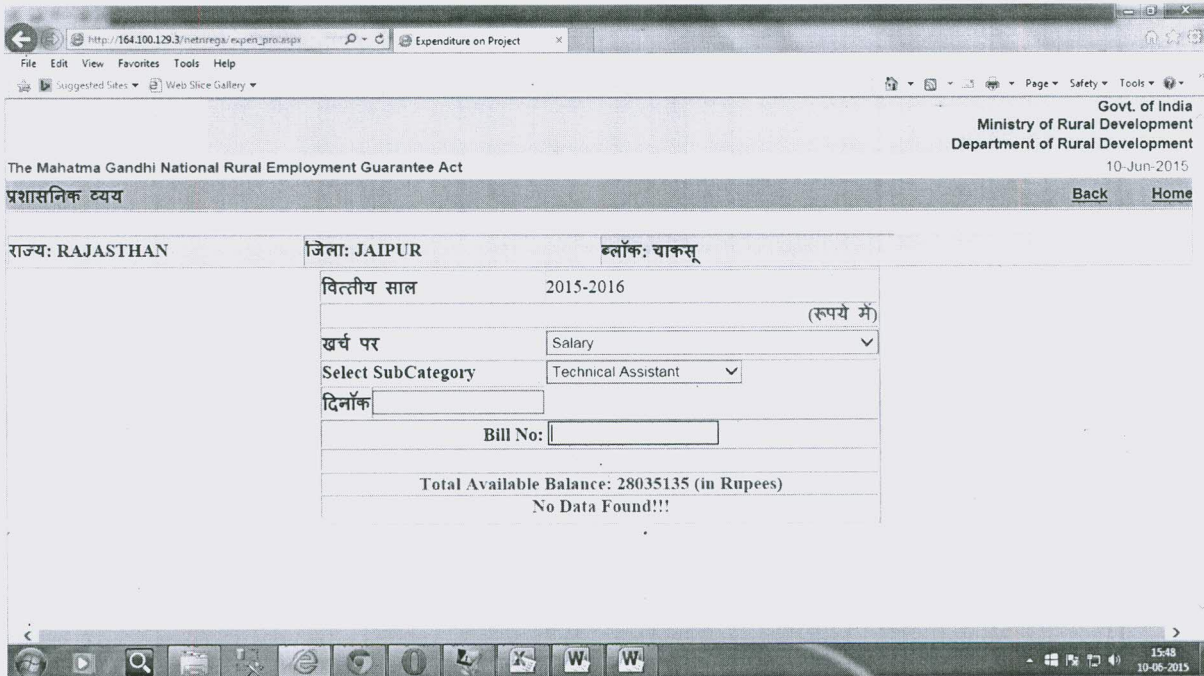 http://164.100.129.3/netnrega/expen_pro.aspx
Expenditure on Project
File Edit View Favorites Tools Help
Suggested Sites Web Slice Gallery
Page Safety Tools
Govt. of India
Ministry of Rural Development
Department of Rural Development
The Mahatma Gandhi National Rural Employment Guarantee Act
10-Jun-2015
प्रशासनिक व्यय
Back Home
राज्य: RAJASTHAN जिला: JAIPUR ब्लॉक: चाकसू
वित्तीय साल 2015-2016
(रूपये में)
खर्च पर Salary
Select SubCategory Technical Assistant
दिनॉक
Bill No:
Total Available Balance: 28035135 (in Rupees)
No Data Found!!!
15:48
10-06-2015